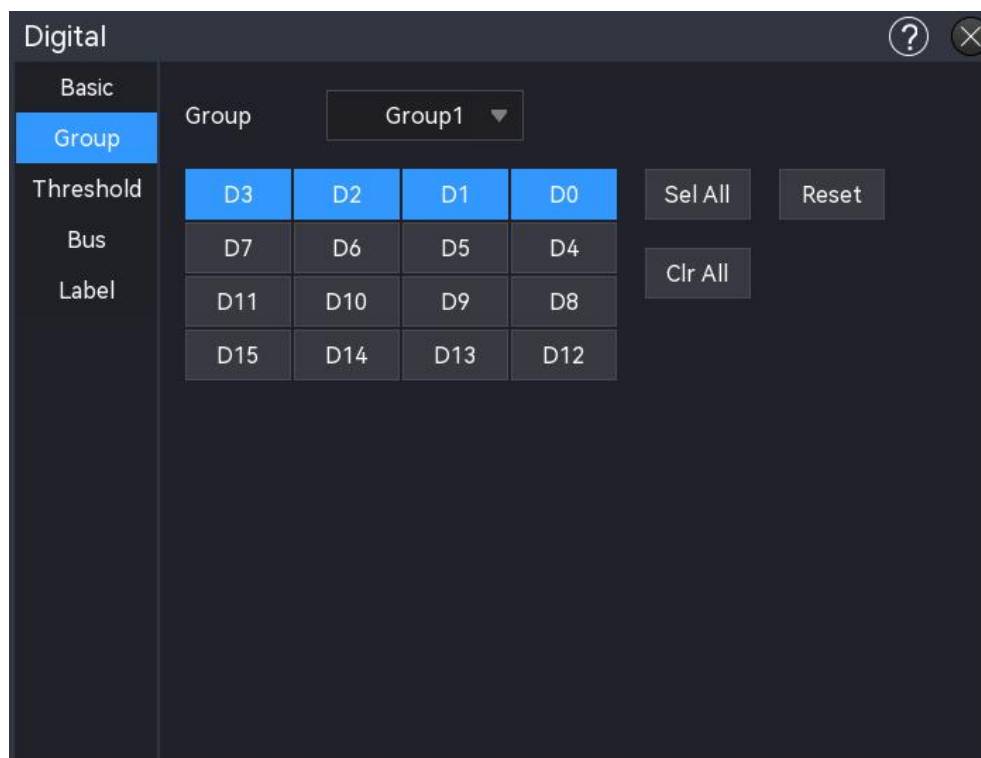 Digital ?
Basic
Group
Threshold
Bus
Label
Group Group1
D3 D2 D1 D0 Sel All Reset
D7 D6 D5 D4
Clr All
D11 D10 D9 D8
D15 D14 D13 D12